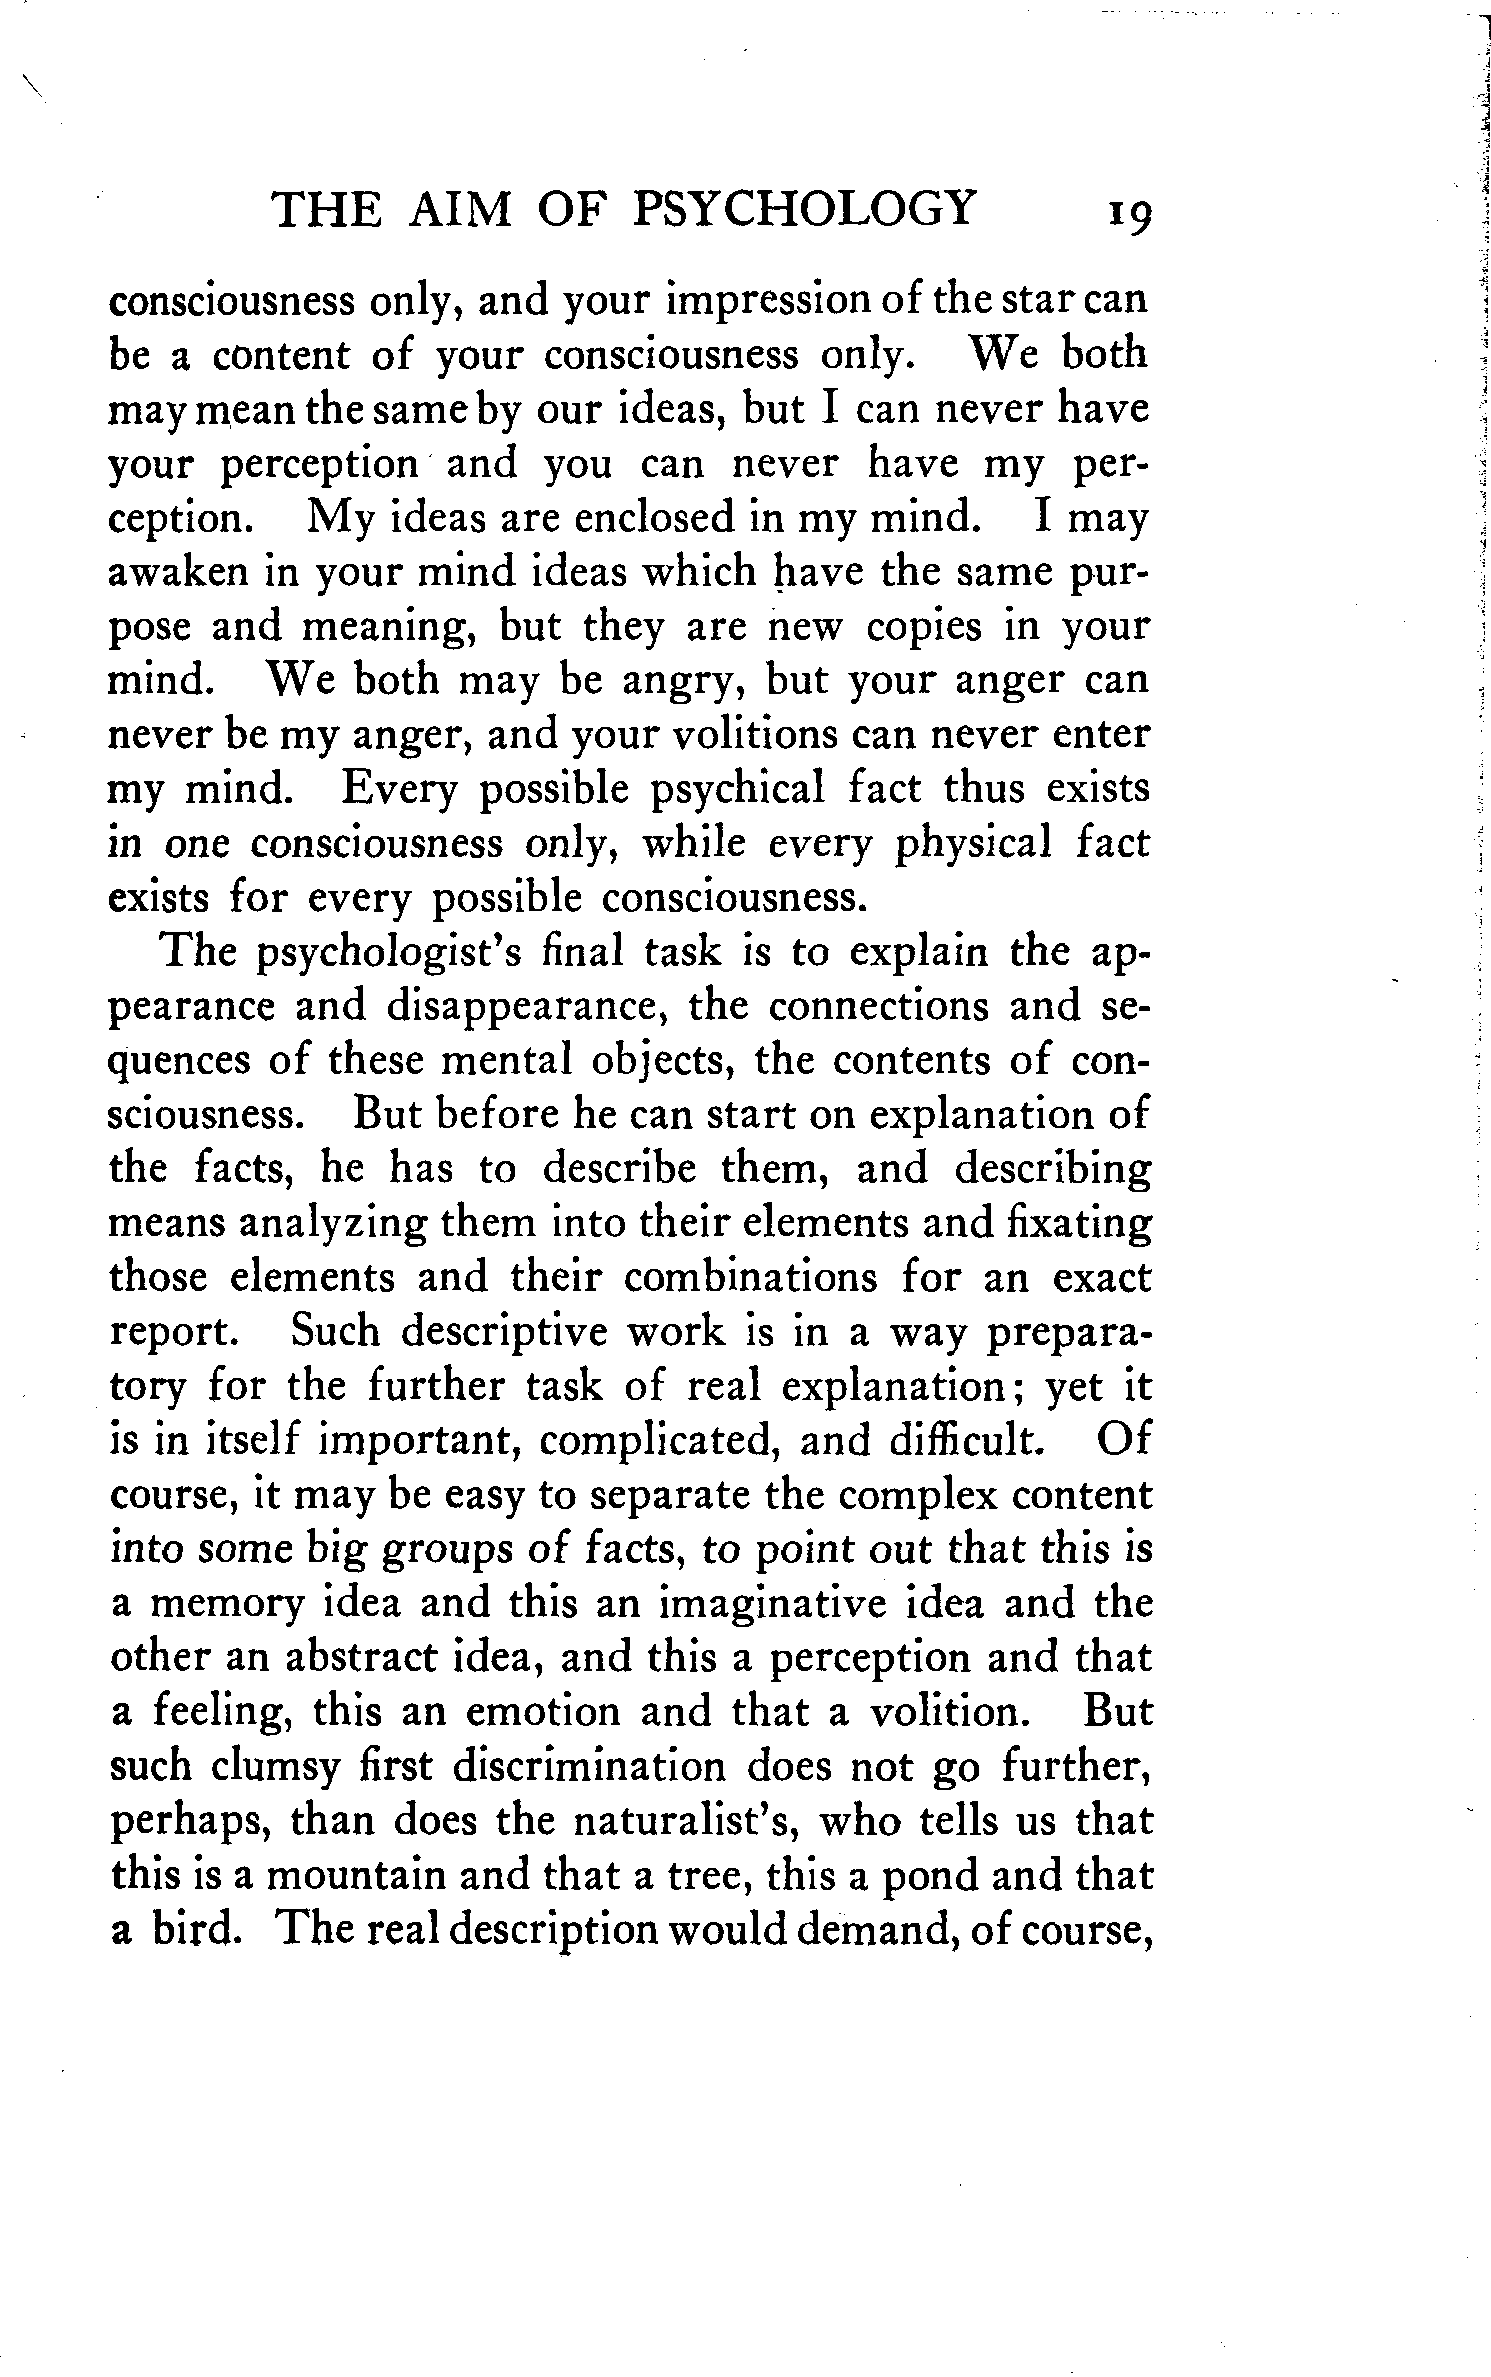 THE AIM OF PSYCHOLOGY 19
consciousness only, and your impression of the star can
be a content of your consciousness only. We both
may mean the same by our ideas, but I can never have
your perception and you can never have my per-
ception. My ideas are enclosed in my mind. I may
awaken in your mind ideas which have the same pur-
pose and meaning, but they are new copies in your
mind. We both may be angry, but your anger can
never be my anger, and your volitions can never enter
my mind. Every possible psychical fact thus exists
in one consciousness only, while every physical fact
exists for every possible consciousness.
The psychologist's final task is to explain the ap-
pearance and disappearance, the connections and se-
quences of these mental objects, the contents of con-
sciousness. But before he can start on explanation of
the facts, he has to describe them, and describing
means analyzing them into their elements and fixating
those elements and their combinations for an exact
report. Such descriptive work is in a way prepara-
tory for the further task of real explanation; yet it
is in itself important, complicated, and difficult. Of
course, it may be easy to separate the complex content
into some big groups of facts, to point out that this is
a memory idea and this an imaginative idea and the
other an abstract idea, and this a perception and that
a feeling, this an emotion and that a volition. But
such clumsy first discrimination does not go further,
perhaps, than does the naturalist's, who tells us that
this is a mountain and that a tree, this a pond and that
a bird. The real description would demand, of course,